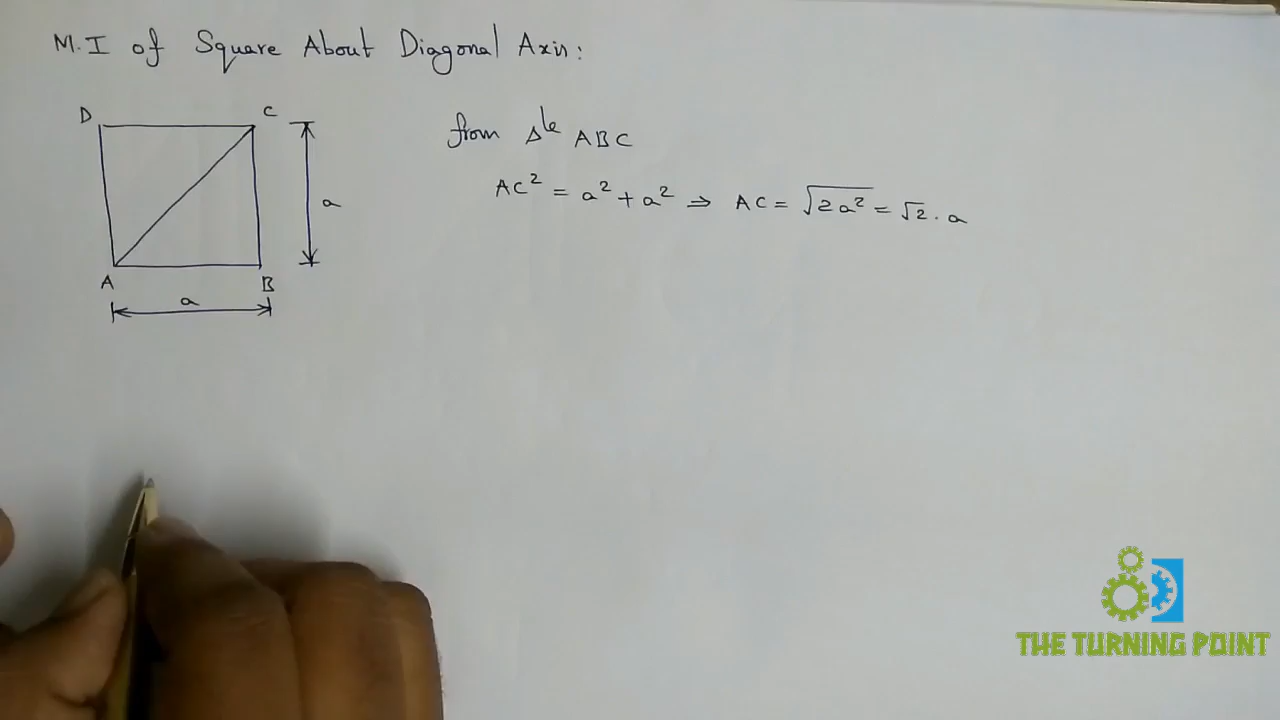 M.I of Square About Diagonal Axis:
D
C
from Δle ABC
AC² = a² + a² ⇒ AC = √2a² = √2 . a
a
A
B
a
THE TURNING POINT